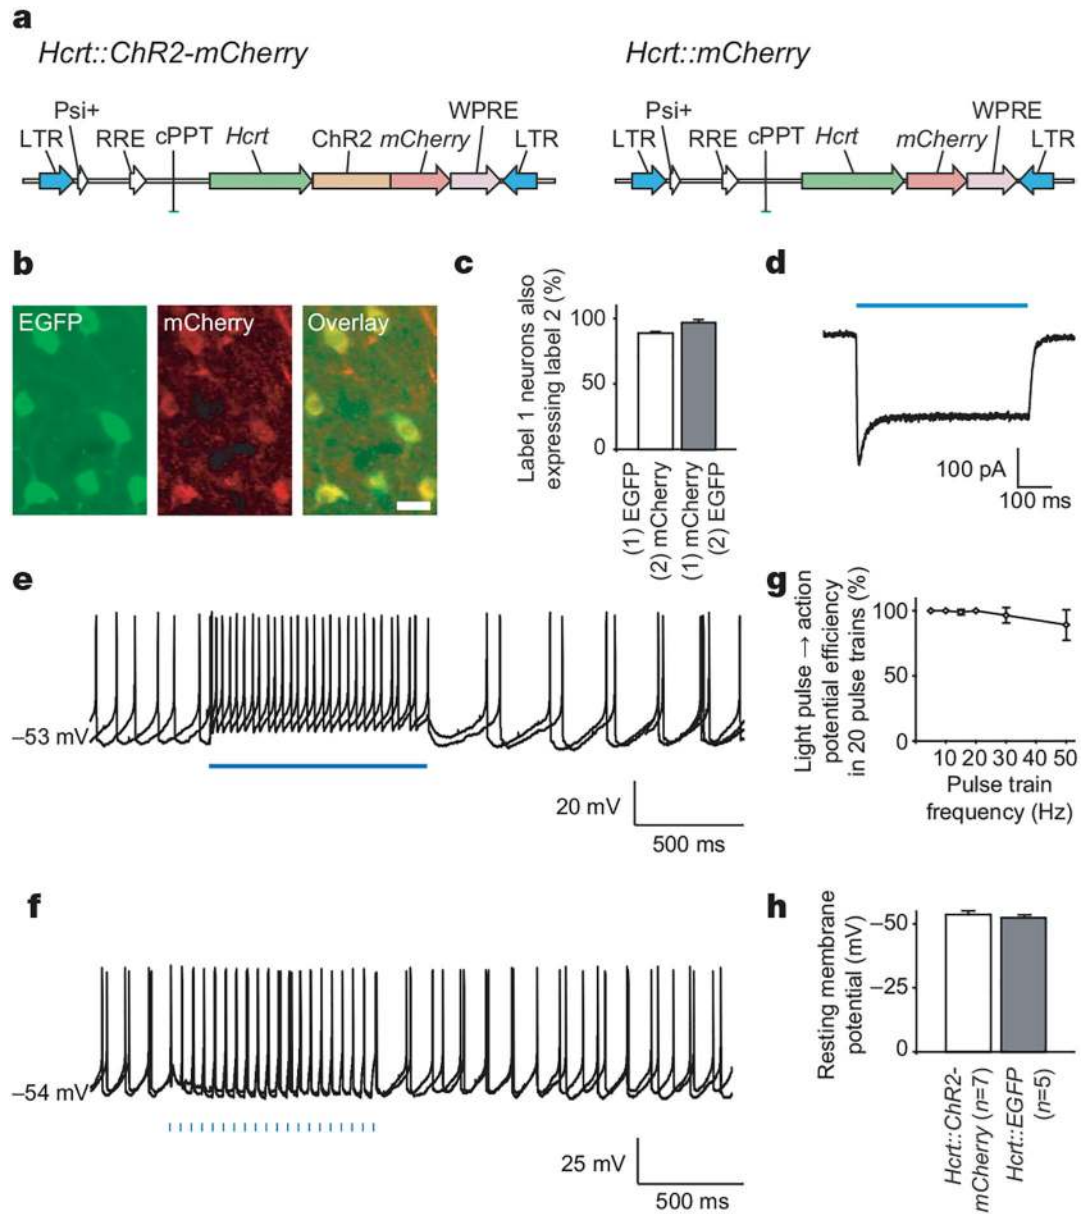 a
Hcrt::ChR2-mCherry
Hcrt::mCherry
Psi+
WPRE
LTR
RRE
cPPT
Hcrt
ChR2
mCherry
LTR
Psi+
WPRE
LTR
RRE
cPPT
Hcrt
mCherry
LTR
b
EGFP
mCherry
Overlay
c
Label 1 neurons also
expressing label 2 (%)
100
50
0
(1) EGFP
(2) mCherry
(1) mCherry
(2) EGFP
d
100 pA
100 ms
e
−53 mV
20 mV
500 ms
g
Light pulse → action
potential efficiency
in 20 pulse trains (%)
100
50
0
10 20 30 40 50
Pulse train
frequency (Hz)
f
−54 mV
25 mV
500 ms
h
Resting membrane
potential (mV)
−50
−25
0
Hcrt::ChR2-
mCherry (n=7)
Hcrt::EGFP
(n=5)